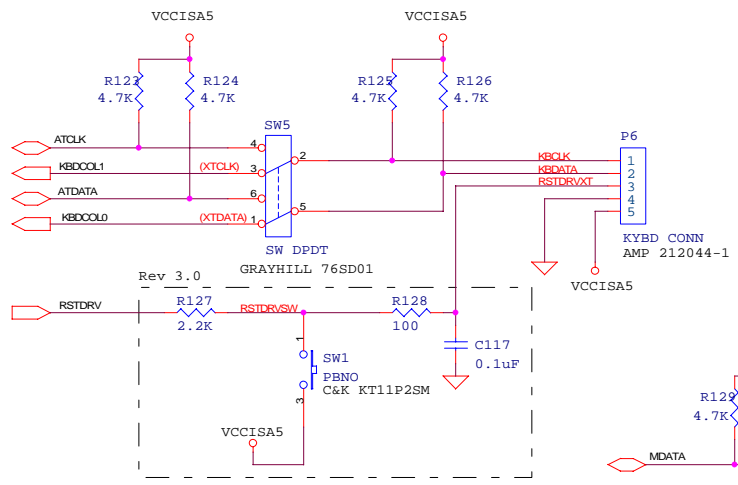 VCCISA5
VCCISA5
R123
4.7K
R124
4.7K
R125
4.7K
R126
4.7K
SW5
P6
ATCLK
4
2
KBCLK
1
KBDCOL1
(XTCLK)
3
KBDATA
2
RSTDRVXT
3
ATDATA
6
4
KBDCOL0
(XTDATA)
1
5
5
SW DPDT
GRAYHILL 76SD01
KYBD CONN
AMP 212044-1
VCCISA5
Rev 3.0
RSTDRV
R127
2.2K
RSTDRVSW
R128
100
1
SW1
PBNO
C&K KT11P2SM
3
C117
0.1uF
VCCISA5
R129
4.7K
MDATA